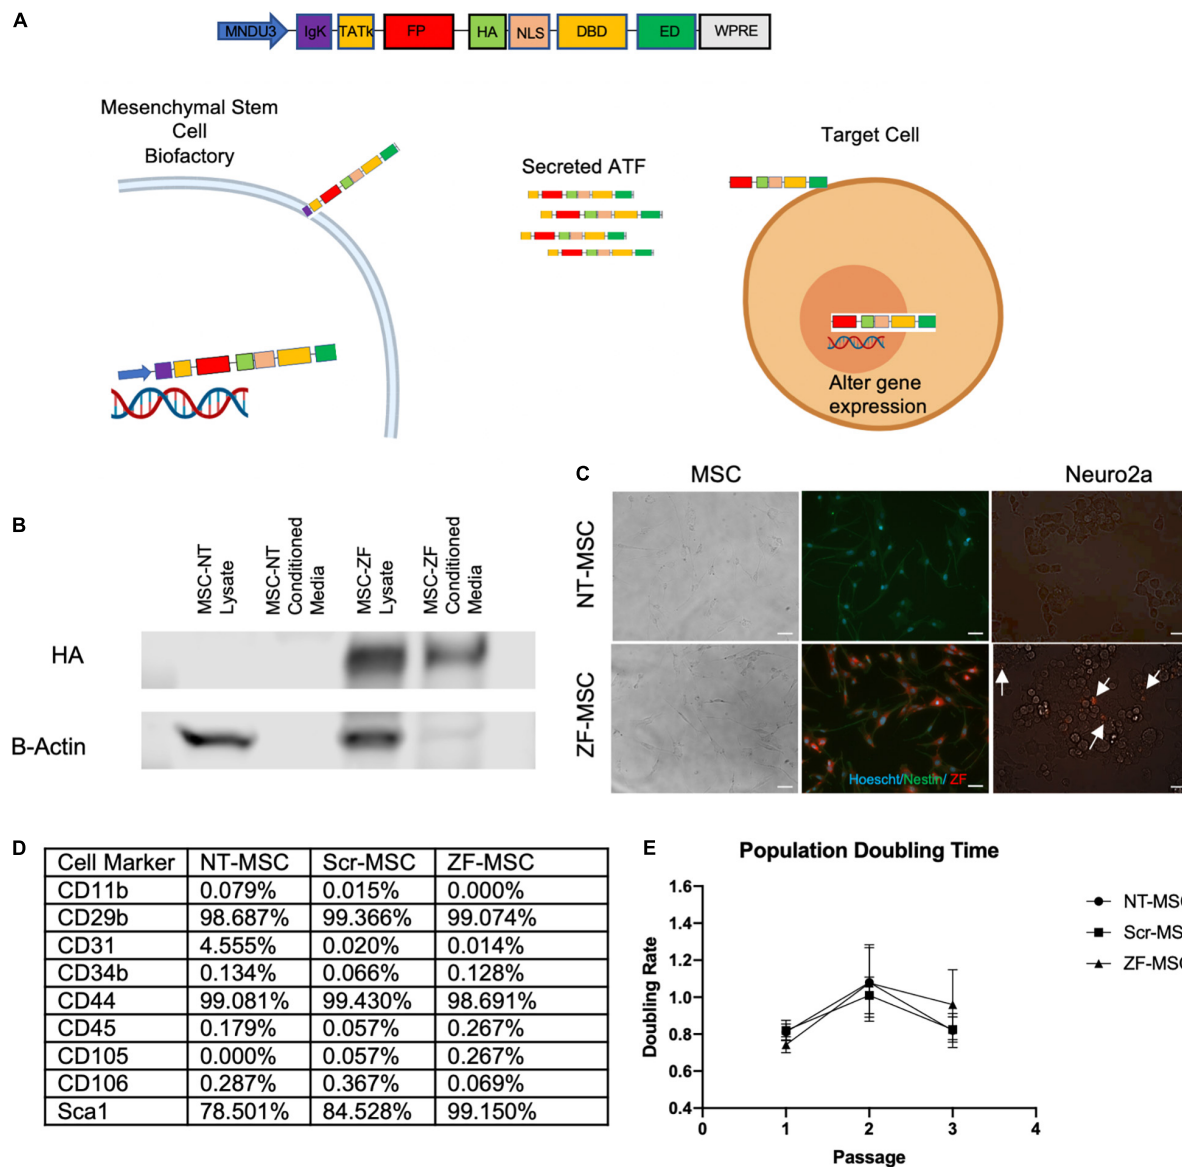 A
MNDU3 IgK TATk FP HA NLS DBD ED WPRE
Mesenchymal Stem
Cell
Biofactory
Secreted ATF
Target Cell
Alter gene
expression
B
MSC-NT
Lysate
MSC-NT
Conditioned
Media
MSC-ZF
Lysate
MSC-ZF
Conditioned
Media
HA
B-Actin
C
MSC
Neuro2a
NT-MSC
ZF-MSC
Hoescht/Nestin/ ZF
D
Cell Marker NT-MSC Scr-MSC ZF-MSC
CD11b 0.079% 0.015% 0.000%
CD29b 98.687% 99.366% 99.074%
CD31 4.555% 0.020% 0.014%
CD34b 0.134% 0.066% 0.128%
CD44 99.081% 99.430% 98.691%
CD45 0.179% 0.057% 0.267%
CD105 0.000% 0.057% 0.267%
CD106 0.287% 0.367% 0.069%
Sca1 78.501% 84.528% 99.150%
E
Population Doubling Time
Doubling Rate
1.6
1.4
1.2
1.0
0.8
0.6
0.4
0 1 2 3 4
Passage
NT-MSC
Scr-MS
ZF-MSC